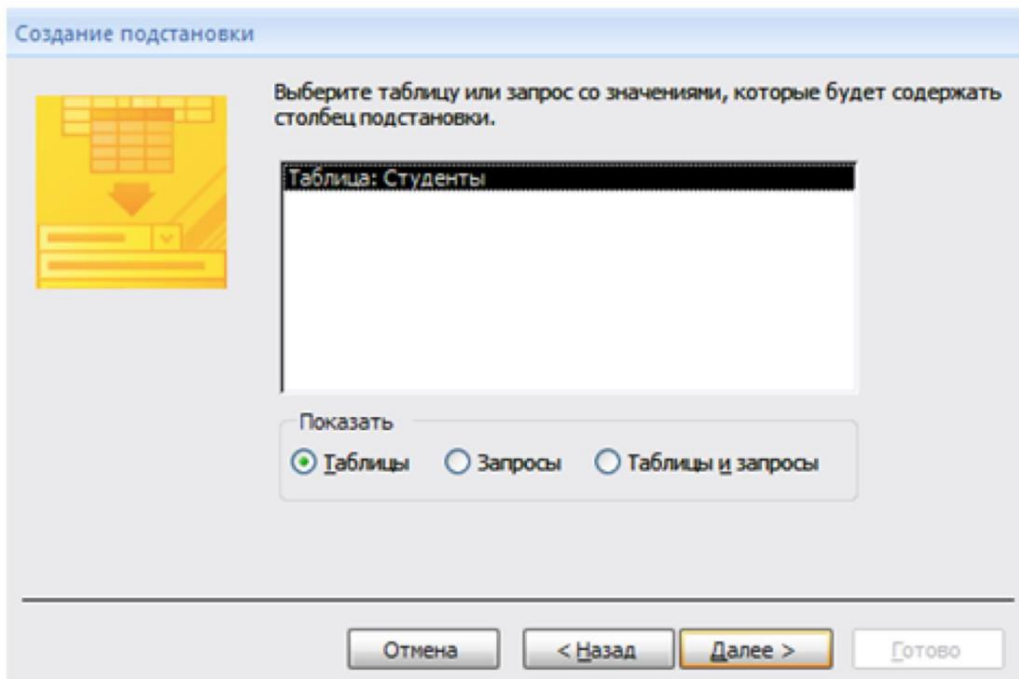 Создание подстановки
Выберите таблицу или запрос со значениями, которые будет содержать
столбец подстановки.
Таблица: Студенты
Показать
Таблицы Запросы Таблицы и запросы
Отмена < Назад Далее > Готово